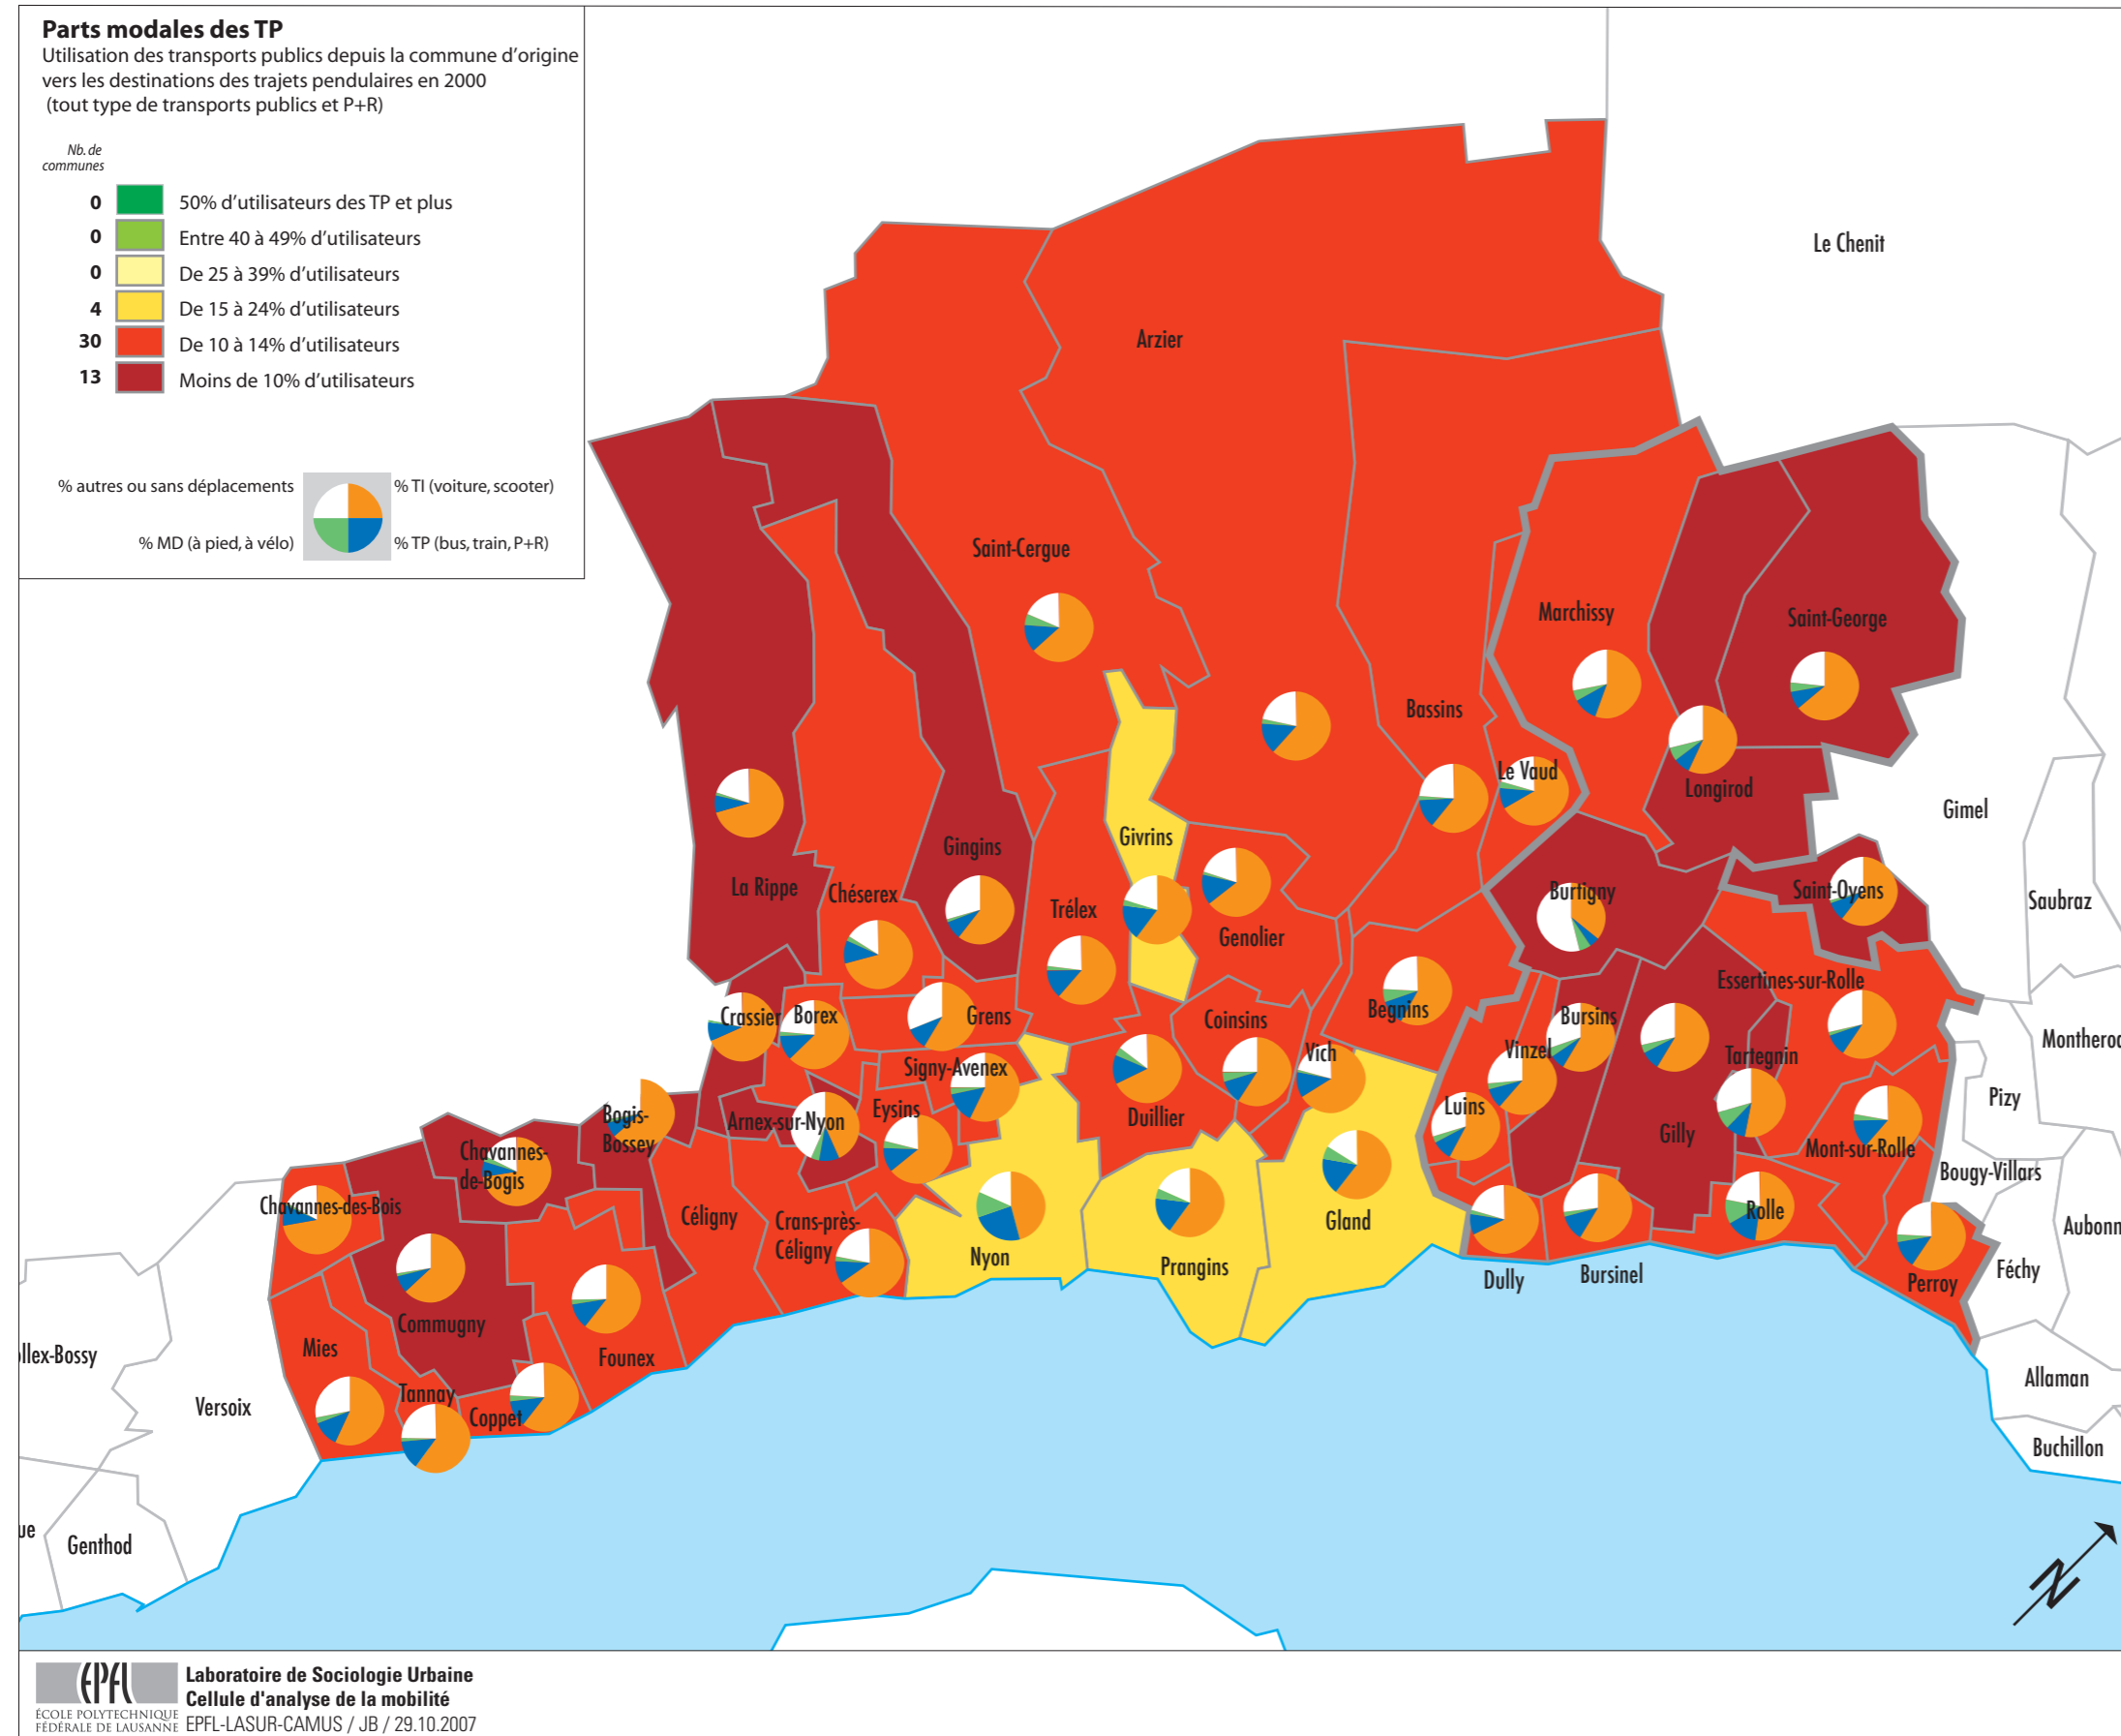 Parts modales des TP
Utilisation des transports publics depuis la commune d'origine
vers les destinations des trajets pendulaires en 2000
(tout type de transports publics et P+R)
Nb. de
communes
0 50% d'utilisateurs des TP et plus
0 Entre 40 à 49% d'utilisateurs
0 De 25 à 39% d'utilisateurs
4 De 15 à 24% d'utilisateurs
30 De 10 à 14% d'utilisateurs
13 Moins de 10% d'utilisateurs
% autres ou sans déplacements
% TI (voiture, scooter)
% MD (à pied, à vélo)
% TP (bus, train, P+R)
Le Chenit
Arzier
Saint-Cergue
Marchissy
Saint-George
Bassins
Le Vaud
Longirod
Gimel
Givrins
Gingins
La Rippe
Chéserex
Trélex
Genolier
Burtigny
Saint-Oyens
Saubraz
Essertines-sur-Rolle
Crassier
Borex
Grens
Coinsins
Begnins
Bursins
Montheroc
Signy-Avenex
Vich
Vinzel
Tartegnin
Bogis-
Bossey
Arnex-sur-Nyon
Eysins
Duillier
Luins
Gilly
Pizy
Chavannes-
de-Bogis
Mont-sur-Rolle
Bougy-Villars
Chavannes-des-Bois
Céligny
Crans-près-
Céligny
Nyon
Prangins
Gland
Rolle
Aubonn
Dully
Bursinel
Perroy
Féchy
Commugny
Mies
Founex
llex-Bossy
Versoix
Tannay
Coppet
Allaman
Buchillon
ue
Genthod
N
EPFL
ÉCOLE POLYTECHNIQUE
FÉDÉRALE DE LAUSANNE
Laboratoire de Sociologie Urbaine
Cellule d'analyse de la mobilité
EPFL-LASUR-CAMUS / JB / 29.10.2007